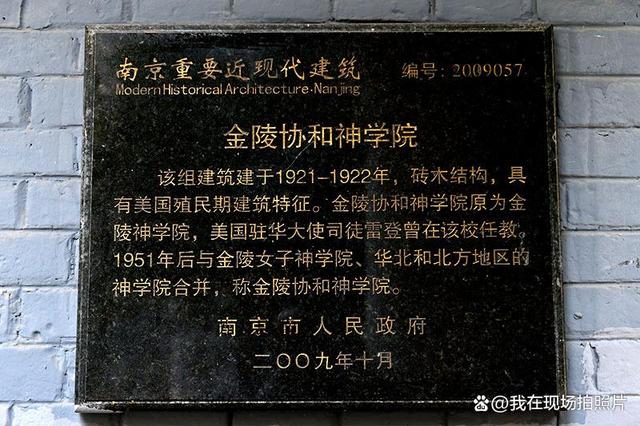 南京重要近现代建筑 编号：2009057
Modern Historical Architecture·Nanjing
金陵协和神学院
该组建筑建于1921-1922年，砖木结构，具
有美国殖民期建筑特征。金陵协和神学院原为金
陵神学院，美国驻华大使司徒雷登曾在该校任教。
1951年后与金陵女子神学院、华北和北方地区的
神学院合并，称金陵协和神学院。
南京市人民政府
二〇〇九年十月
@我在现场拍照片